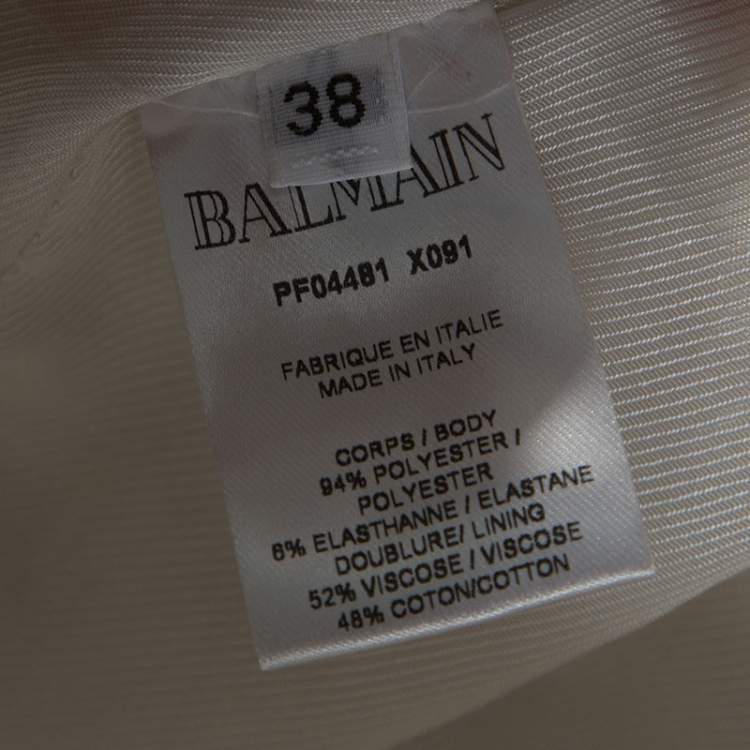 38
BALMAIN
PF04481 X091
FABRIQUE EN ITALIE
MADE IN ITALY
CORPS / BODY
94% POLYESTER /
POLYESTER
6% ELASTHANNE / ELASTANE
DOUBLURE/ LINING
52% VISCOSE / VISCOSE
48% COTON/COTTON